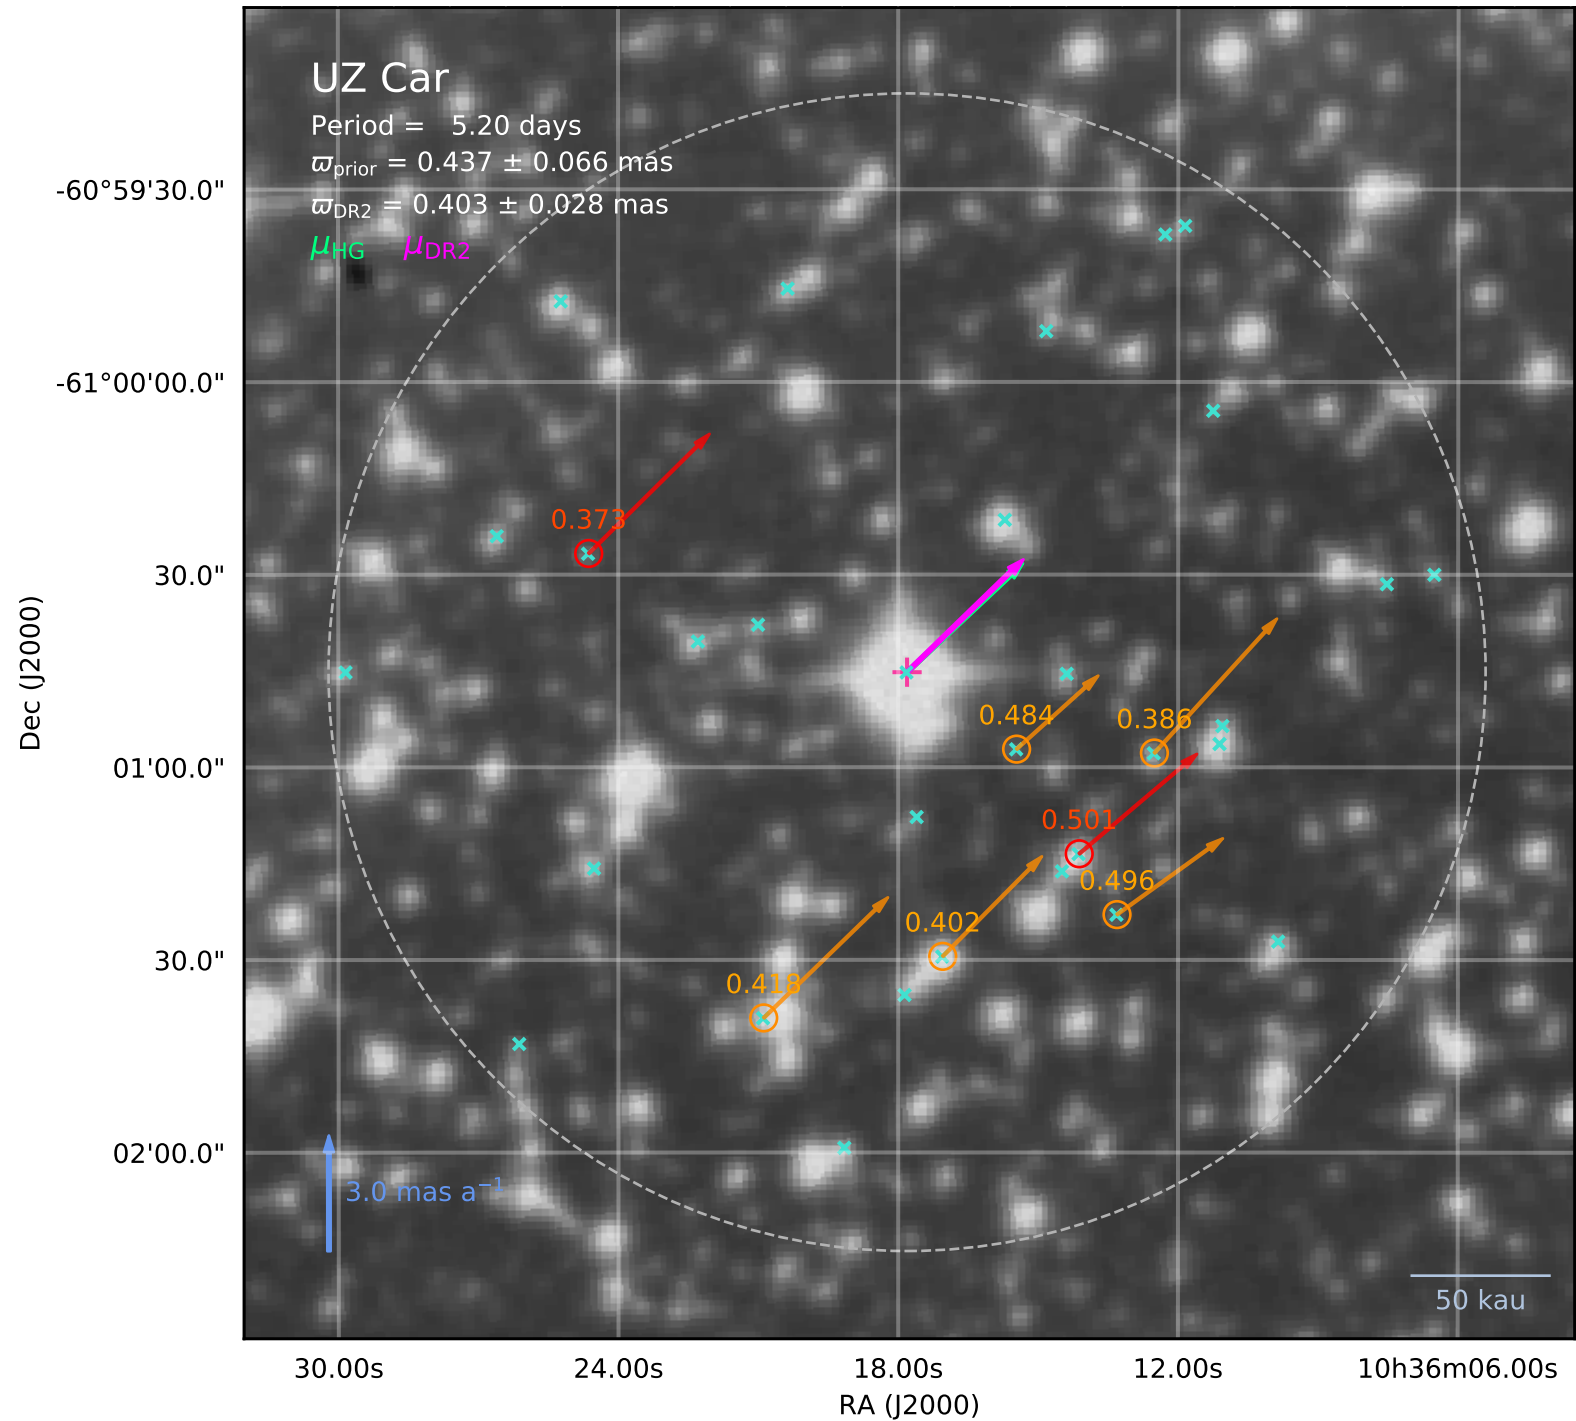 UZ Car
Period =   5.20 days
ϖprior = 0.437 ± 0.066 mas
ϖDR2 = 0.403 ± 0.028 mas
μHG μDR2
-60°59'30.0"
-61°00'00.0"
0.373
30.0"
0.484
0.386
01'00.0"
0.501
0.496
0.402
30.0"
0.418
02'00.0"
3.0 mas a⁻¹
50 kau
Dec (J2000)
30.00s 24.00s 18.00s 12.00s 10h36m06.00s
RA (J2000)